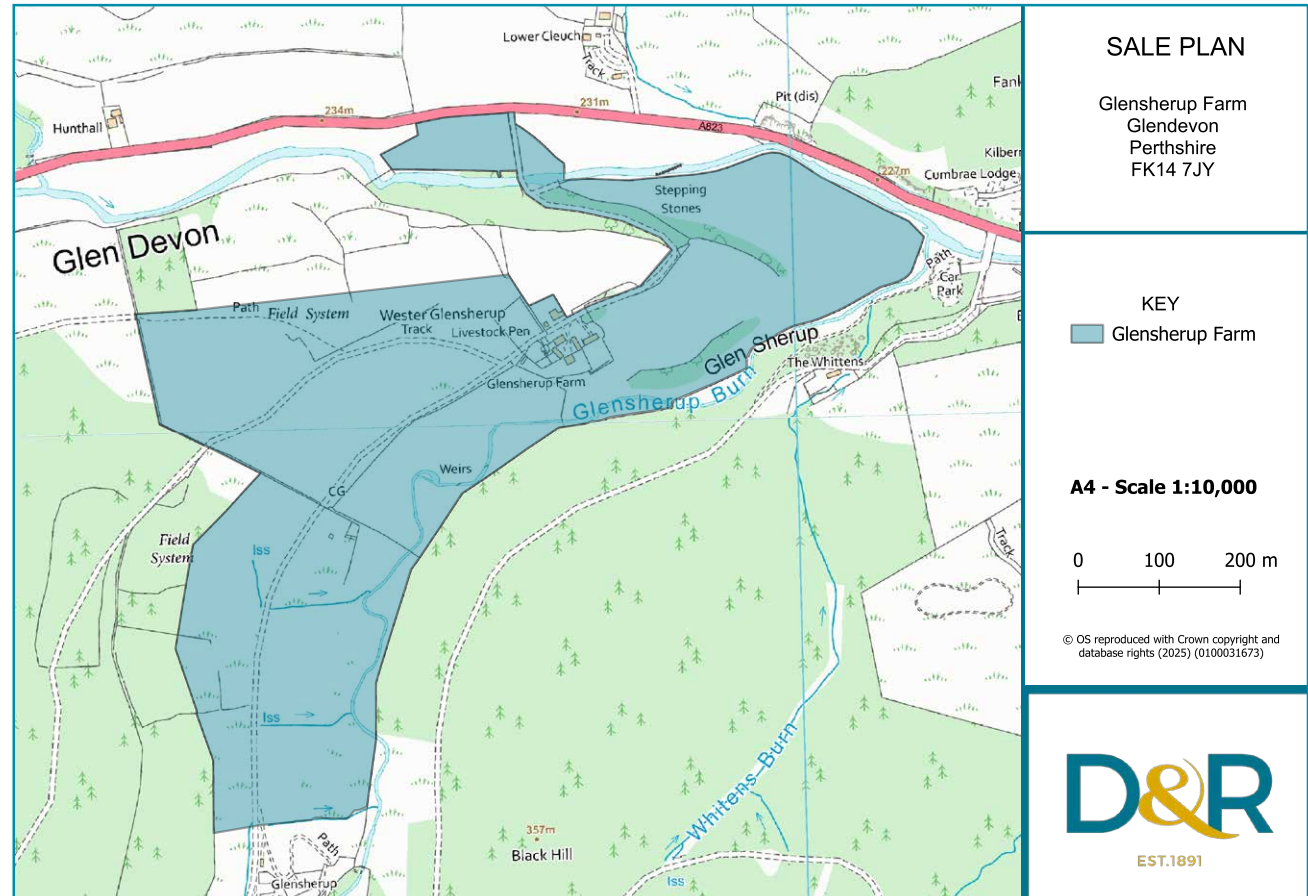 Lower Cleuch
Track
Pit (dis)
234m
231m
A823
Hunthall
227m
Cumbrae Lodge
Stepping
Stones
Glen Devon
Path
Car
Park
Path
Field System
Wester Glensherup
Track
Livestock Pen
Glensherup Farm
Glen Sherup
The Whittens
Glensherup Burn
Weirs
CG
Field
System
Iss
Track
Iss
Whitens Burn
357m
Black Hill
Path
Glensherup
Iss
SALE PLAN
Glensherup Farm
Glendevon
Perthshire
FK14 7JY
KEY
Glensherup Farm
A4 - Scale 1:10,000
0 100 200 m
© OS reproduced with Crown copyright and
database rights (2025) (0100031673)
D&R
EST.1891